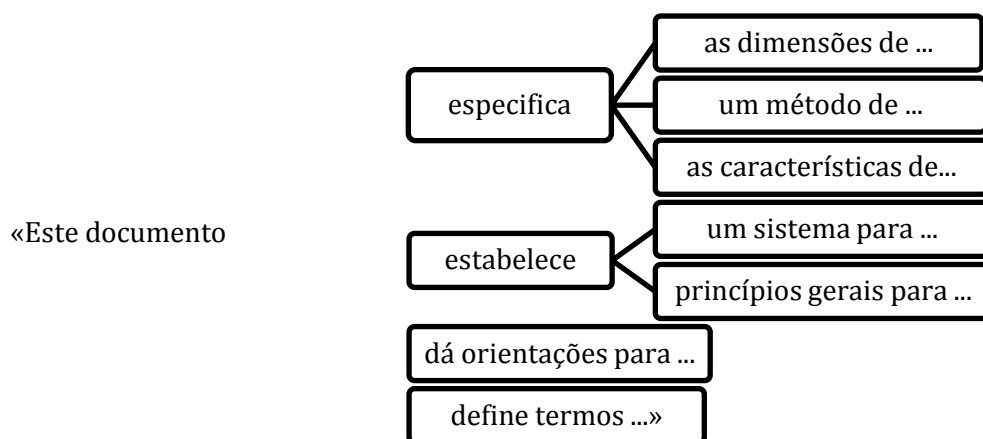 «Este documento
especifica
as dimensões de ...
um método de ...
as caracterísíticas de...
estabelece
um sistema para ...
princípios gerais para ...
dá orientações para ...
define termos ...»